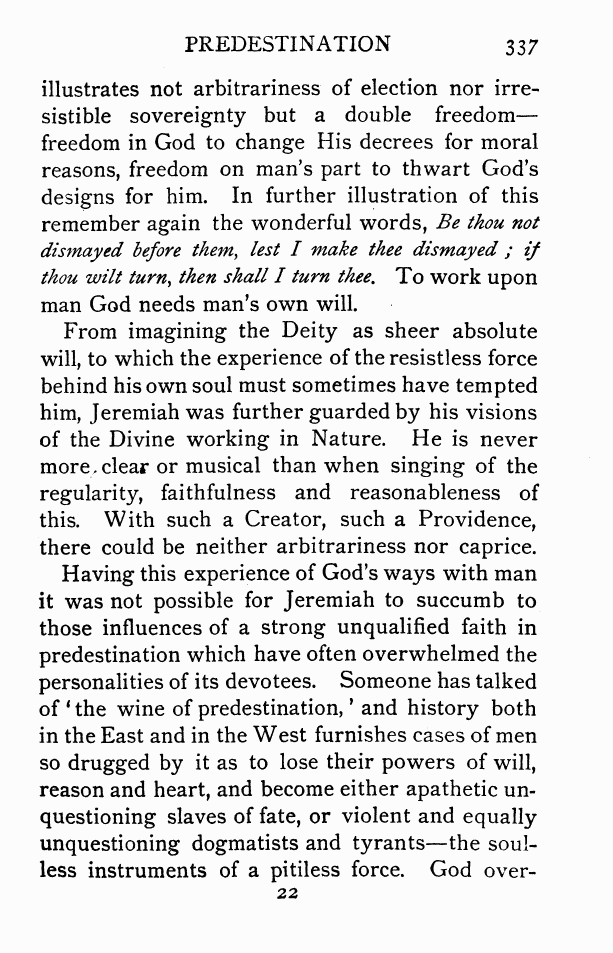 PREDESTINATION 337
illustrates not arbitrariness of election nor irre-
sistible sovereignty but a double freedom—
freedom in God to change His decrees for moral
reasons, freedom on man's part to thwart God's
designs for him. In further illustration of this
remember again the wonderful words, Be thou not
dismayed before them, lest I make thee dismayed ; if
thou wilt turn, then shall I turn thee. To work upon
man God needs man's own will.
From imagining the Deity as sheer absolute
will, to which the experience of the resistless force
behind his own soul must sometimes have tempted
him, Jeremiah was further guarded by his visions
of the Divine working in Nature. He is never
more clear or musical than when singing of the
regularity, faithfulness and reasonableness of
this. With such a Creator, such a Providence,
there could be neither arbitrariness nor caprice.
Having this experience of God's ways with man
it was not possible for Jeremiah to succumb to
those influences of a strong unqualified faith in
predestination which have often overwhelmed the
personalities of its devotees. Someone has talked
of 'the wine of predestination,' and history both
in the East and in the West furnishes cases of men
so drugged by it as to lose their powers of will,
reason and heart, and become either apathetic un-
questioning slaves of fate, or violent and equally
unquestioning dogmatists and tyrants—the soul-
less instruments of a pitiless force. God over-
22